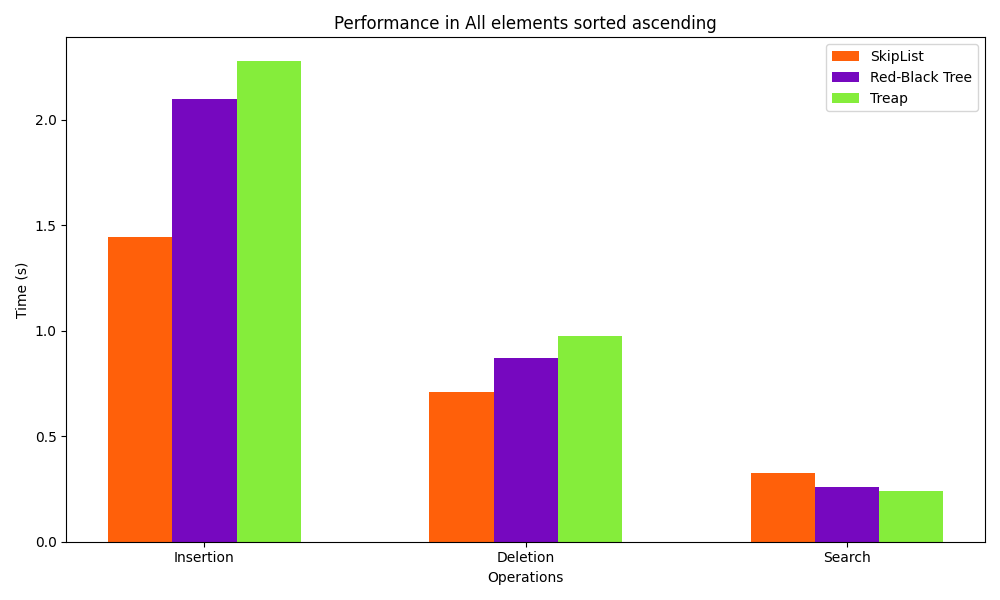 Performance in All elements sorted ascending
SkipList
Red-Black Tree
Treap
Time (s)
2.0
1.5
1.0
0.5
0.0
Insertion
Deletion
Search
Operations